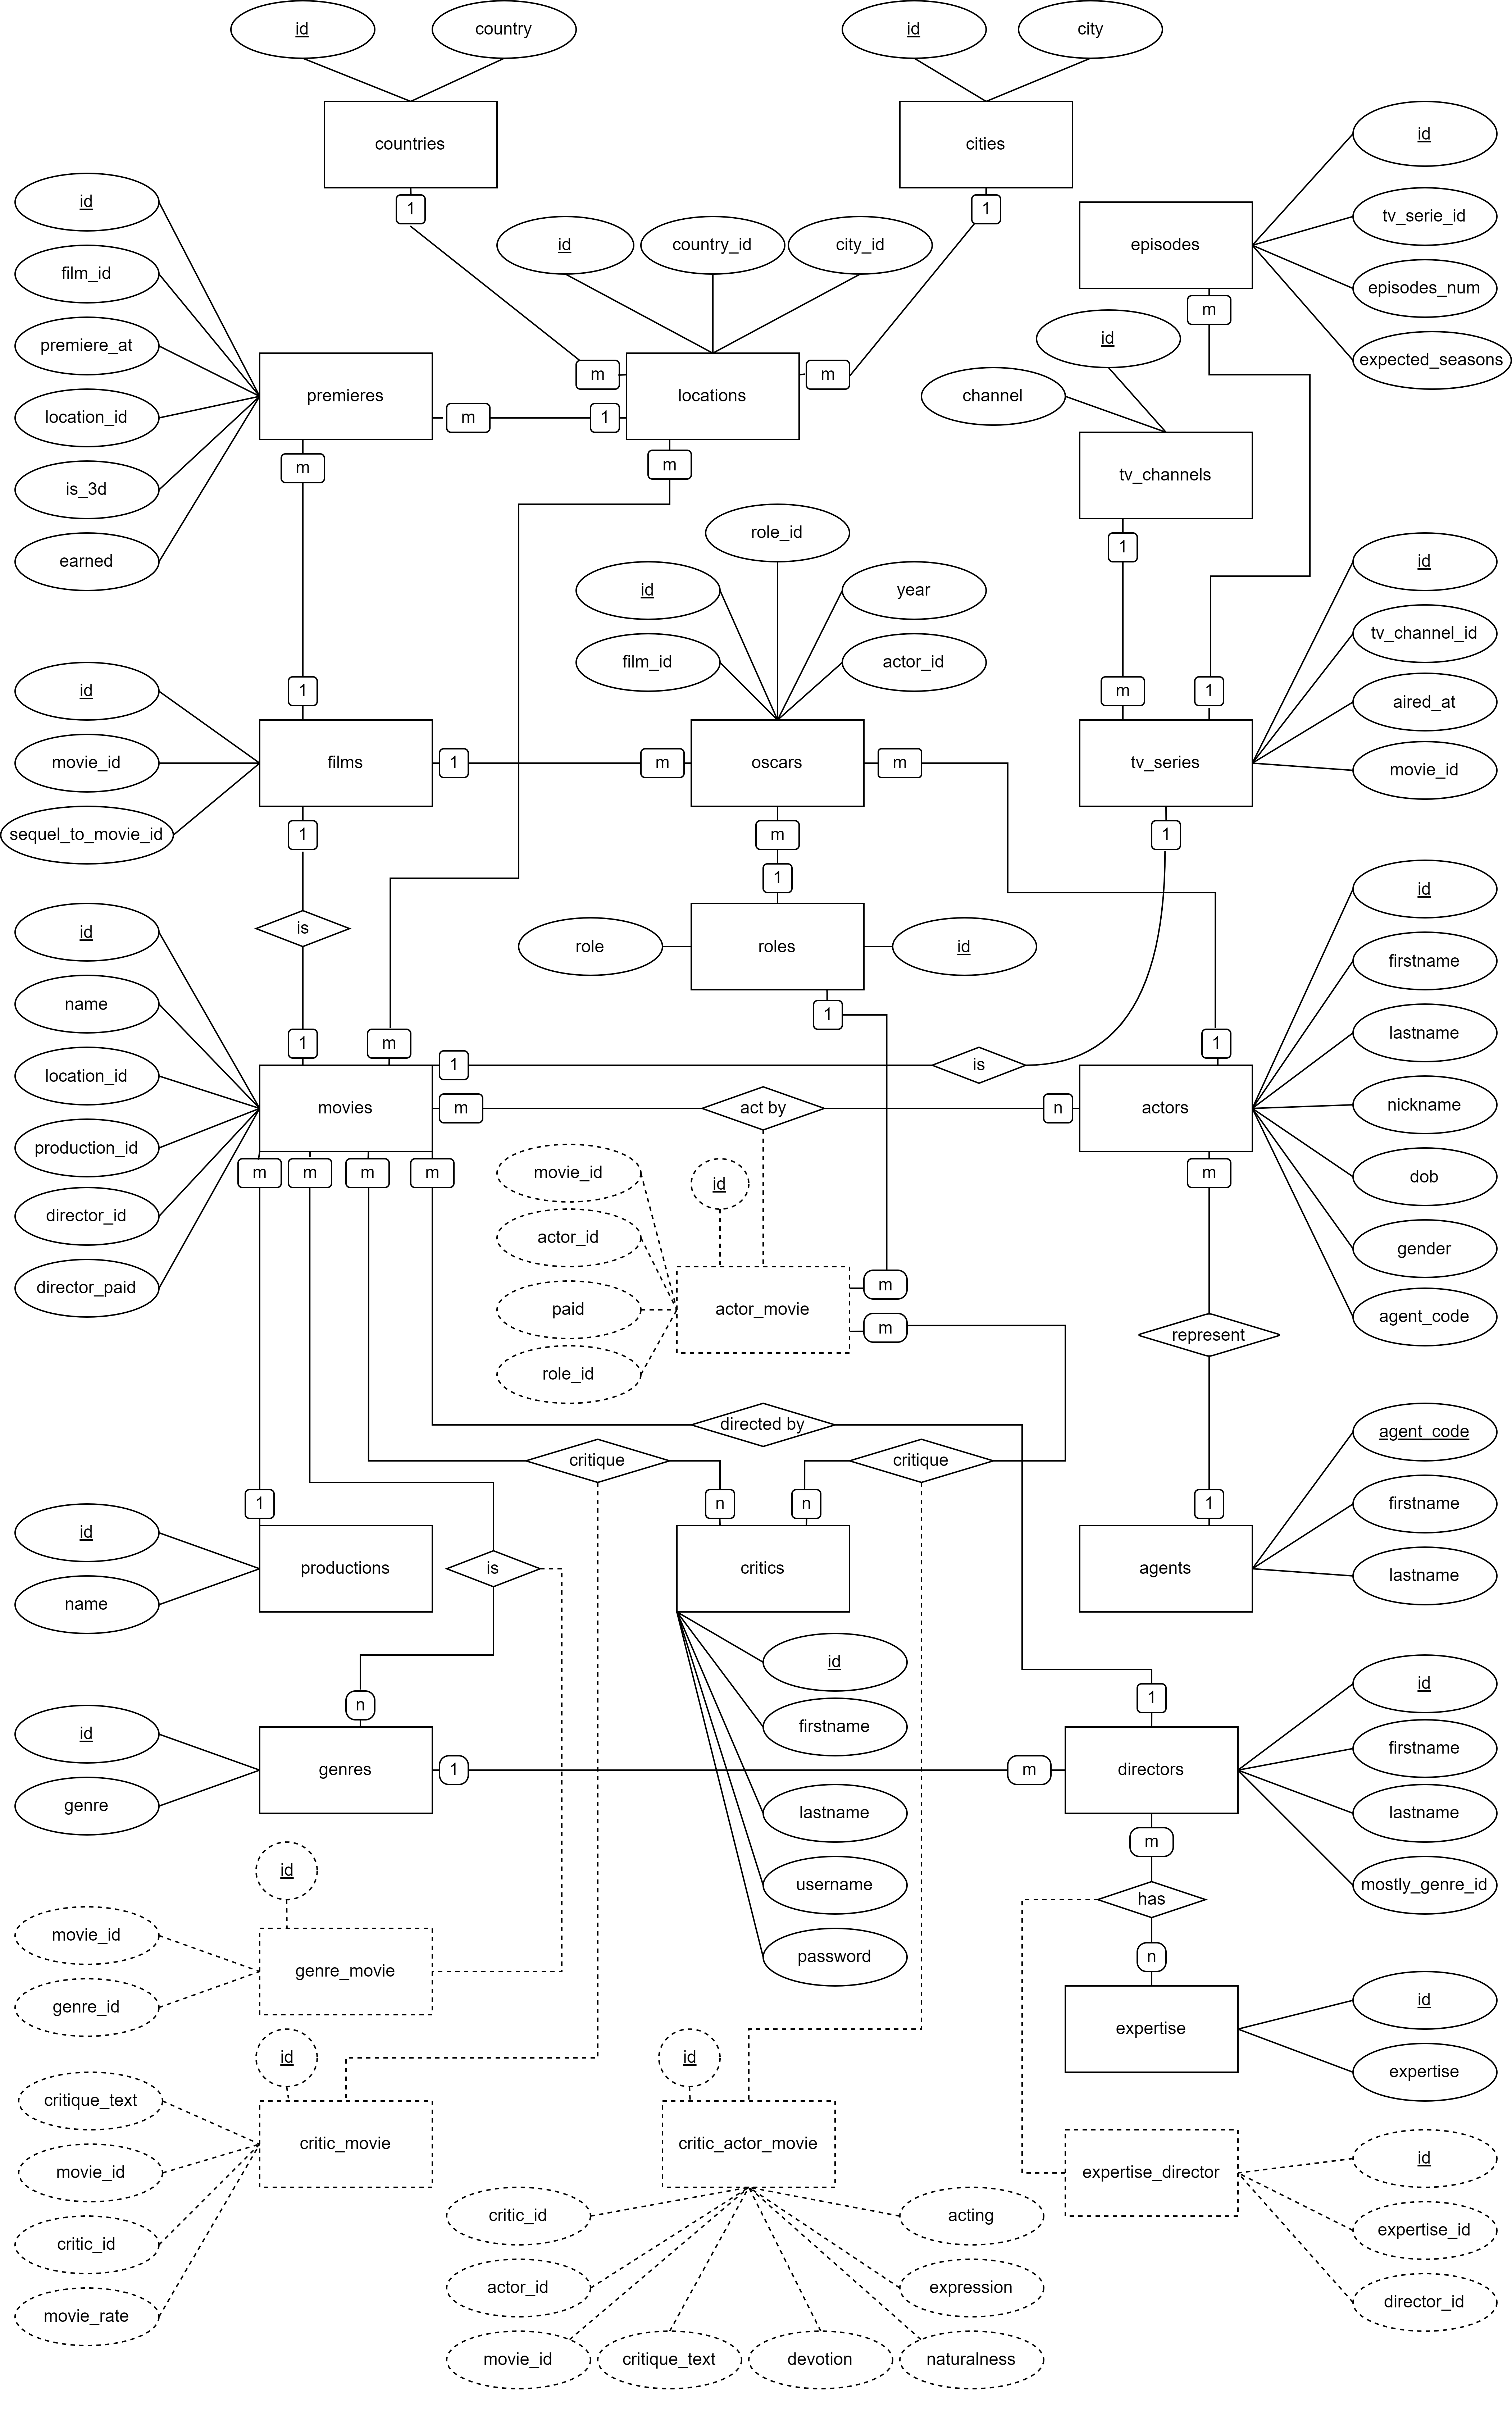 id
country
id
city
countries
cities
id
1
1
id
country_id
city_id
episodes
tv_serie_id
id
film_id
premiere_at
location_id
is_3d
earned
premieres
m
1
m
locations
m
m
m
m
id
channel
tv_channels
1
episodes_num
expected_seasons
role_id
id
year
film_id
actor_id
id
tv_channel_id
aired_at
movie_id
1
m
1
id
movie_id
sequel_to_movie_id
films
1
m
oscars
m
tv_series
1
m
1
1
is
role
roles
id
1
id
name
location_id
production_id
director_id
director_paid
1
m
1
is
1
movies
m
act by
n
actors
m
m
m
m
m
id
firstname
lastname
nickname
dob
gender
agent_code
movie_id
id
actor_id
paid
role_id
actor_movie
m
m
represent
directed by
critique
critique
1
n
n
1
id
name
productions
is
critics
agents
agent_code
firstname
lastname
id
firstname
lastname
username
password
n
1
id
genre
genres
1
m
directors
id
firstname
lastname
mostly_genre_id
m
has
n
id
movie_id
genre_id
genre_movie
expertise
id
expertise
id
critique_text
movie_id
critic_id
movie_rate
critic_movie
id
critic_actor_movie
critic_id
actor_id
movie_id
critique_text
devotion
naturalness
expression
acting
expertise_director
id
expertise_id
director_id